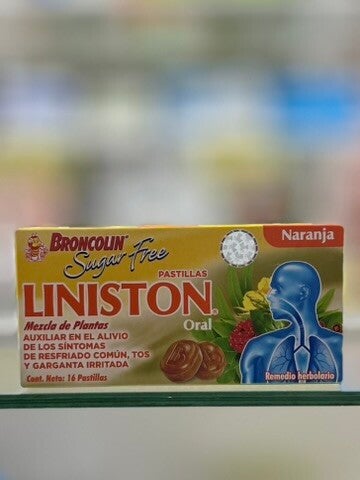 BRONCOLIN
Sugar Free
Naranja
PASTILLAS
LINISTON®
Oral
Mezcla de Plantas
AUXILIAR EN EL ALIVIO
DE LOS SÍNTOMAS
DE RESFRIADO COMÚN, TOS
Y GARGANTA IRRITADA
Cont. Neto: 16 Pastillas
Remedio herbolario